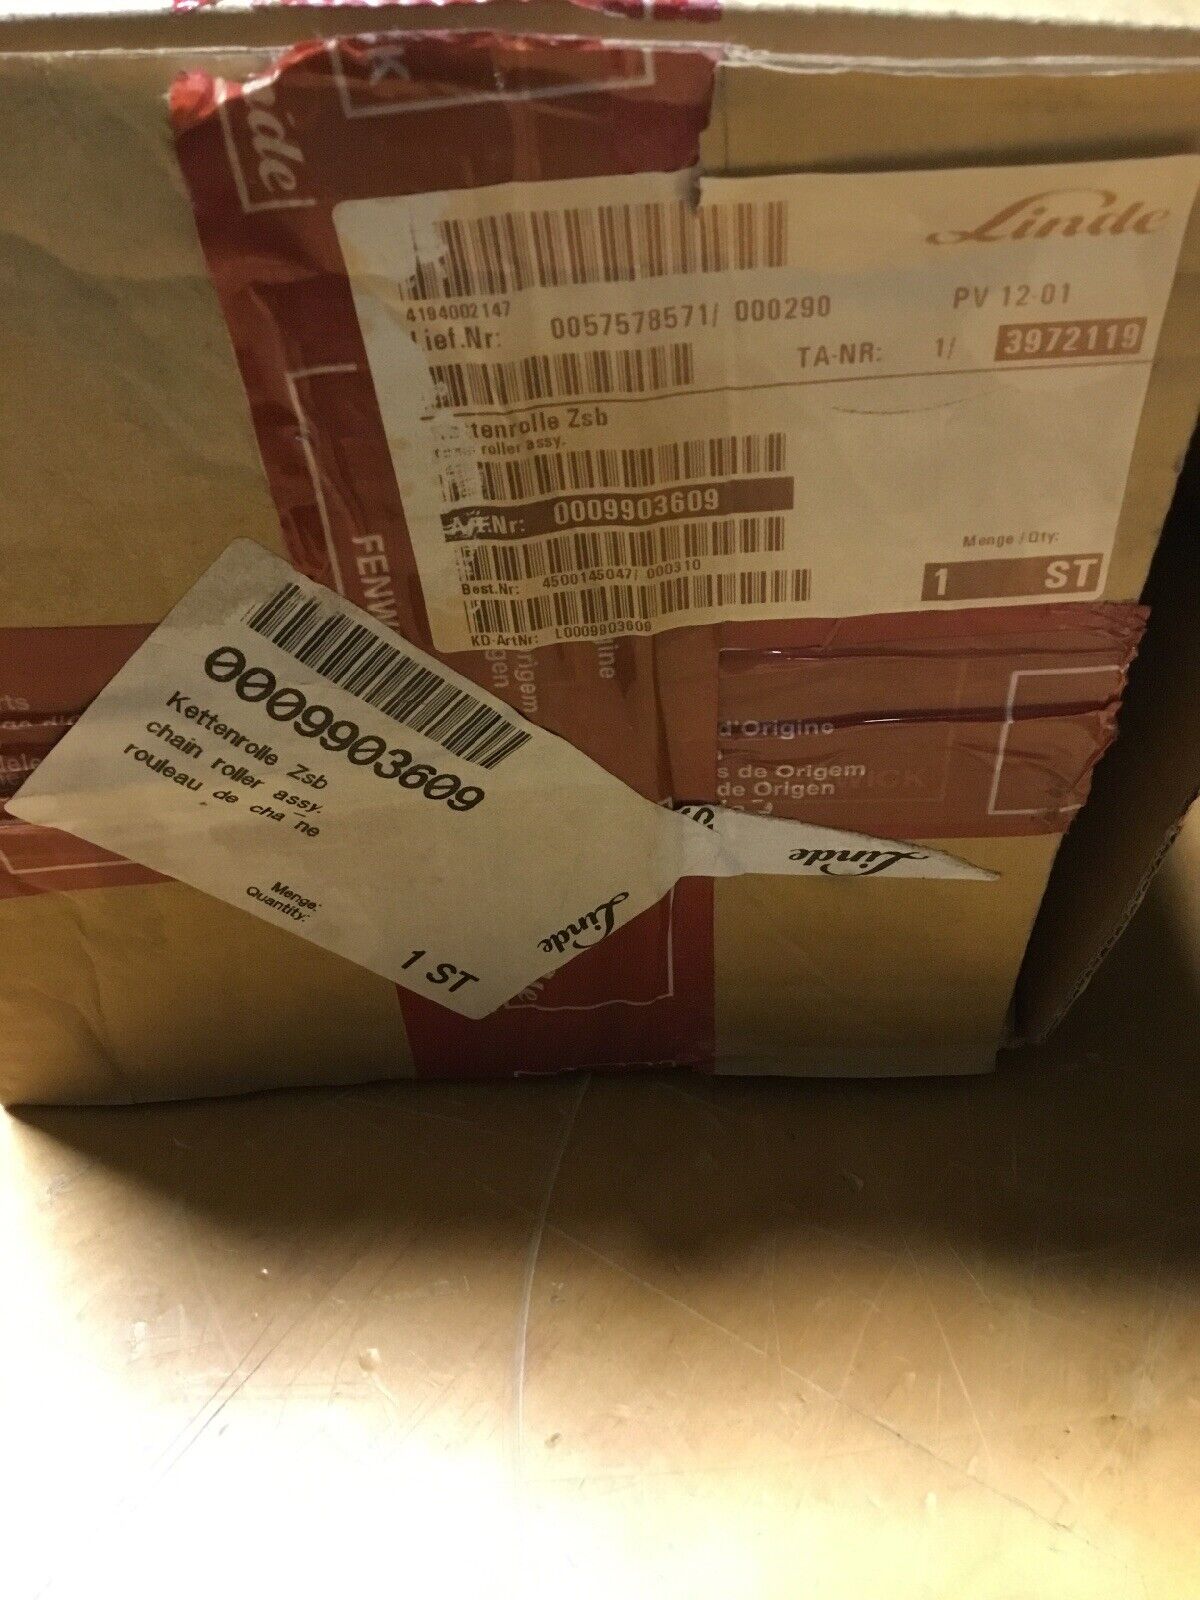 Linde
4194002147
Lief.Nr: 0057578571/ 000290
PV 12-01
TA-NR: 1/ 3972119
Kettenrolle Zsb
roller assy.
Art.Nr: 0009903609
Menge / Qty:
1 ST
Best.Nr: 4500145047/ 000310
KD-ArtNr: L0009903609
FENW
d'Origine
s de Origem
de Origen
0009903609
Kettenrolle Zsb
chain roller assy.
rouleau de cha ne
Menge:
Quantity:
1 ST
Linde
Linde